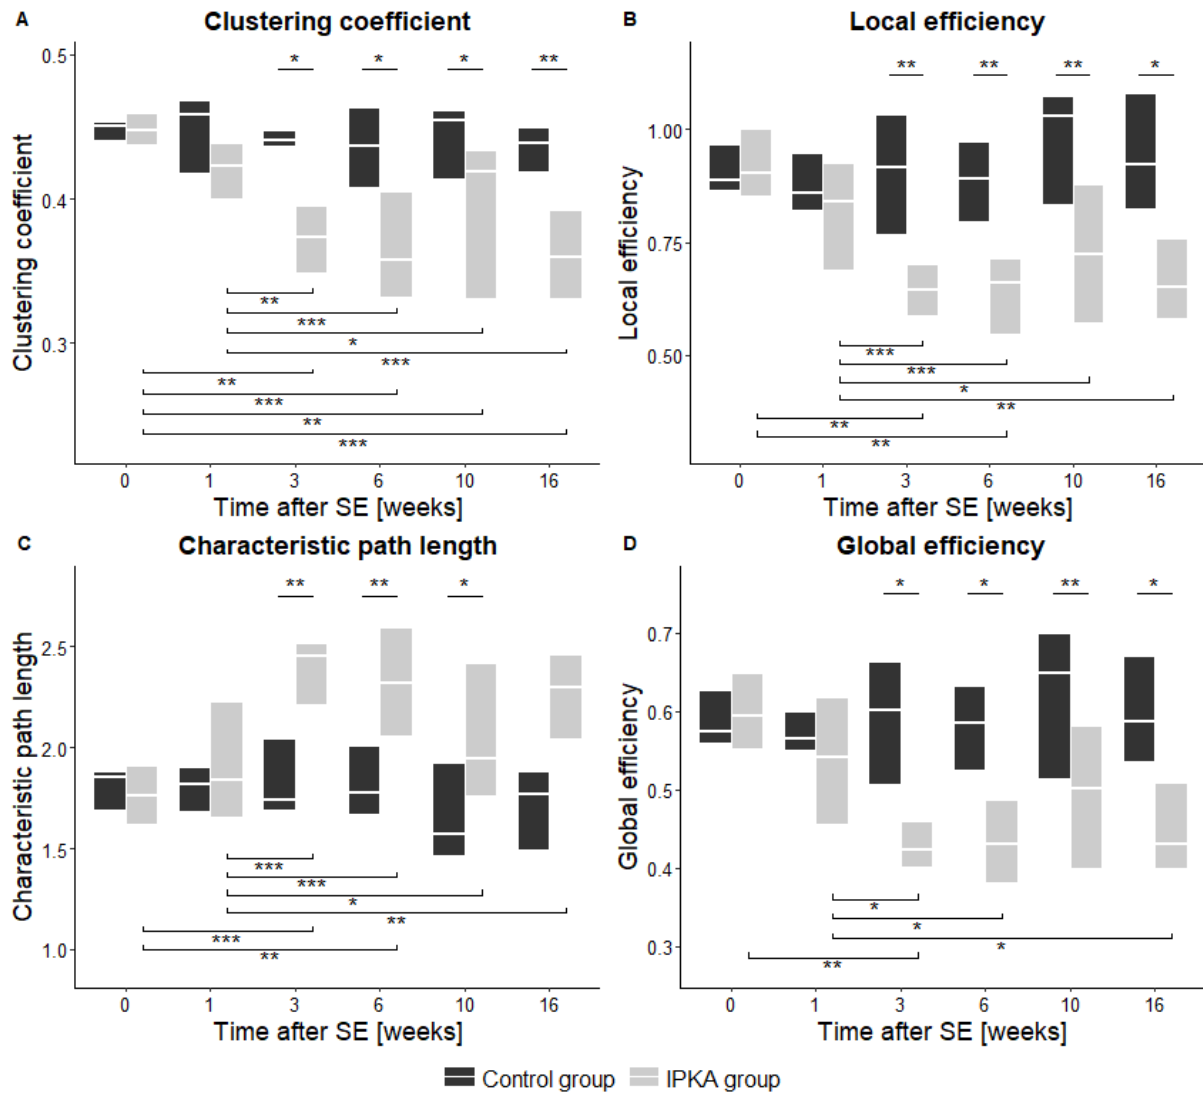 A Clustering coefficient
Clustering coefficient
0.5
0.4
0.3
* * * **
**
***
*
***
**
***
**
***
0 1 3 6 10 16
Time after SE [weeks]
B Local efficiency
Local efficiency
1.00
0.75
0.50
** ** ** *
***
***
*
**
**
**
0 1 3 6 10 16
Time after SE [weeks]
C Characteristic path length
Characteristic path length
2.5
2.0
1.5
1.0
** ** *
***
***
*
**
***
**
0 1 3 6 10 16
Time after SE [weeks]
D Global efficiency
Global efficiency
0.7
0.6
0.5
0.4
0.3
* * ** *
*
*
*
**
0 1 3 6 10 16
Time after SE [weeks]
Control group IPKA group